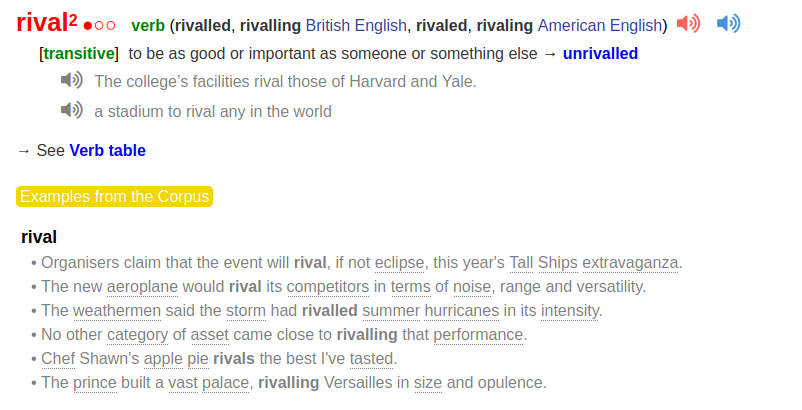 rival2 ●○○ verb (rivalled, rivalling British English, rivaled, rivaling American English)
[transitive] to be as good or important as someone or something else → unrivalled
The college’s facilities rival those of Harvard and Yale.
a stadium to rival any in the world
→ See Verb table
Examples from the Corpus
rival
• Organisers claim that the event will rival, if not eclipse, this year's Tall Ships extravaganza.
• The new aeroplane would rival its competitors in terms of noise, range and versatility.
• The weathermen said the storm had rivalled summer hurricanes in its intensity.
• No other category of asset came close to rivalling that performance.
• Chef Shawn's apple pie rivals the best I've tasted.
• The prince built a vast palace, rivalling Versailles in size and opulence.